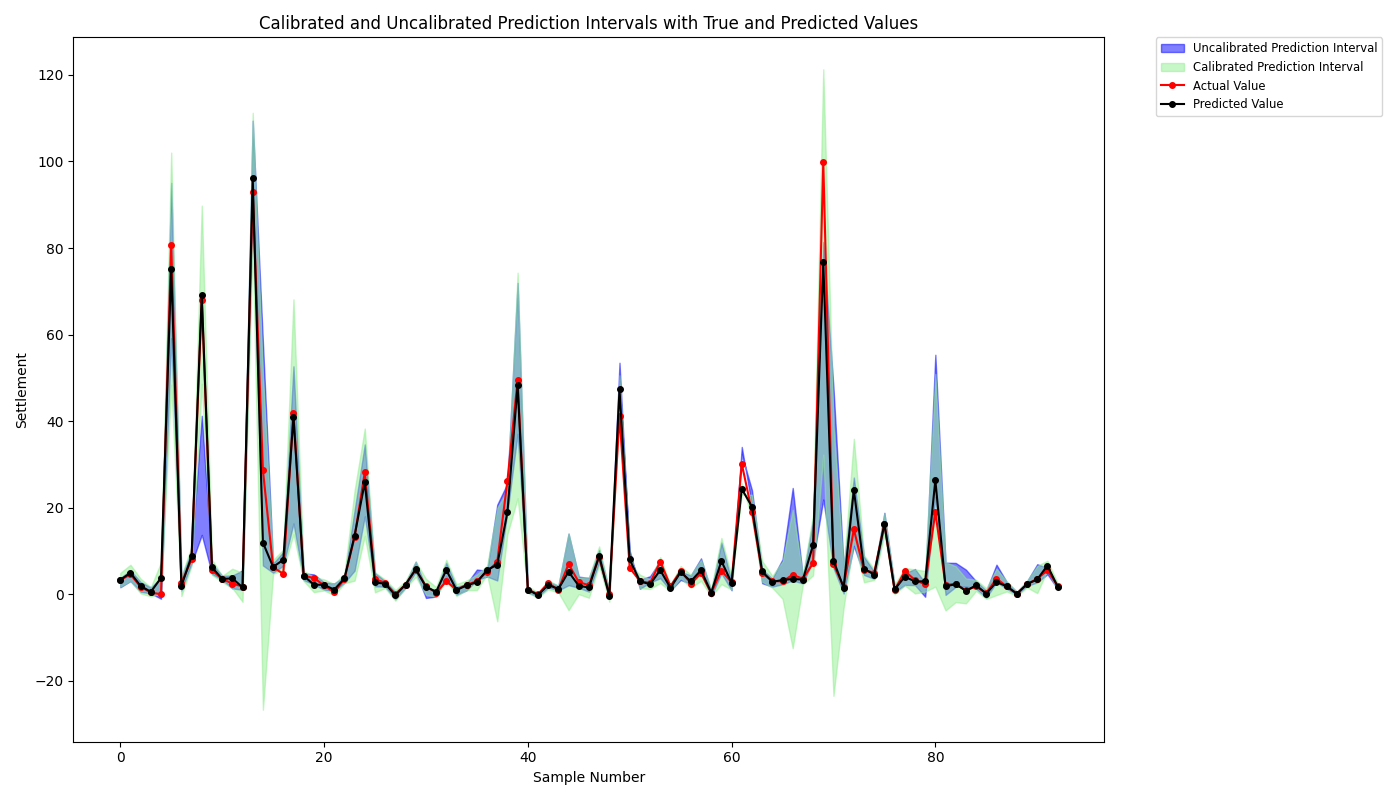 Calibrated and Uncalibrated Prediction Intervals with True and Predicted Values
Uncalibrated Prediction Interval
Calibrated Prediction Interval
Actual Value
Predicted Value
Settlement
120
100
80
60
40
20
0
−20
0 20 40 60 80
Sample Number